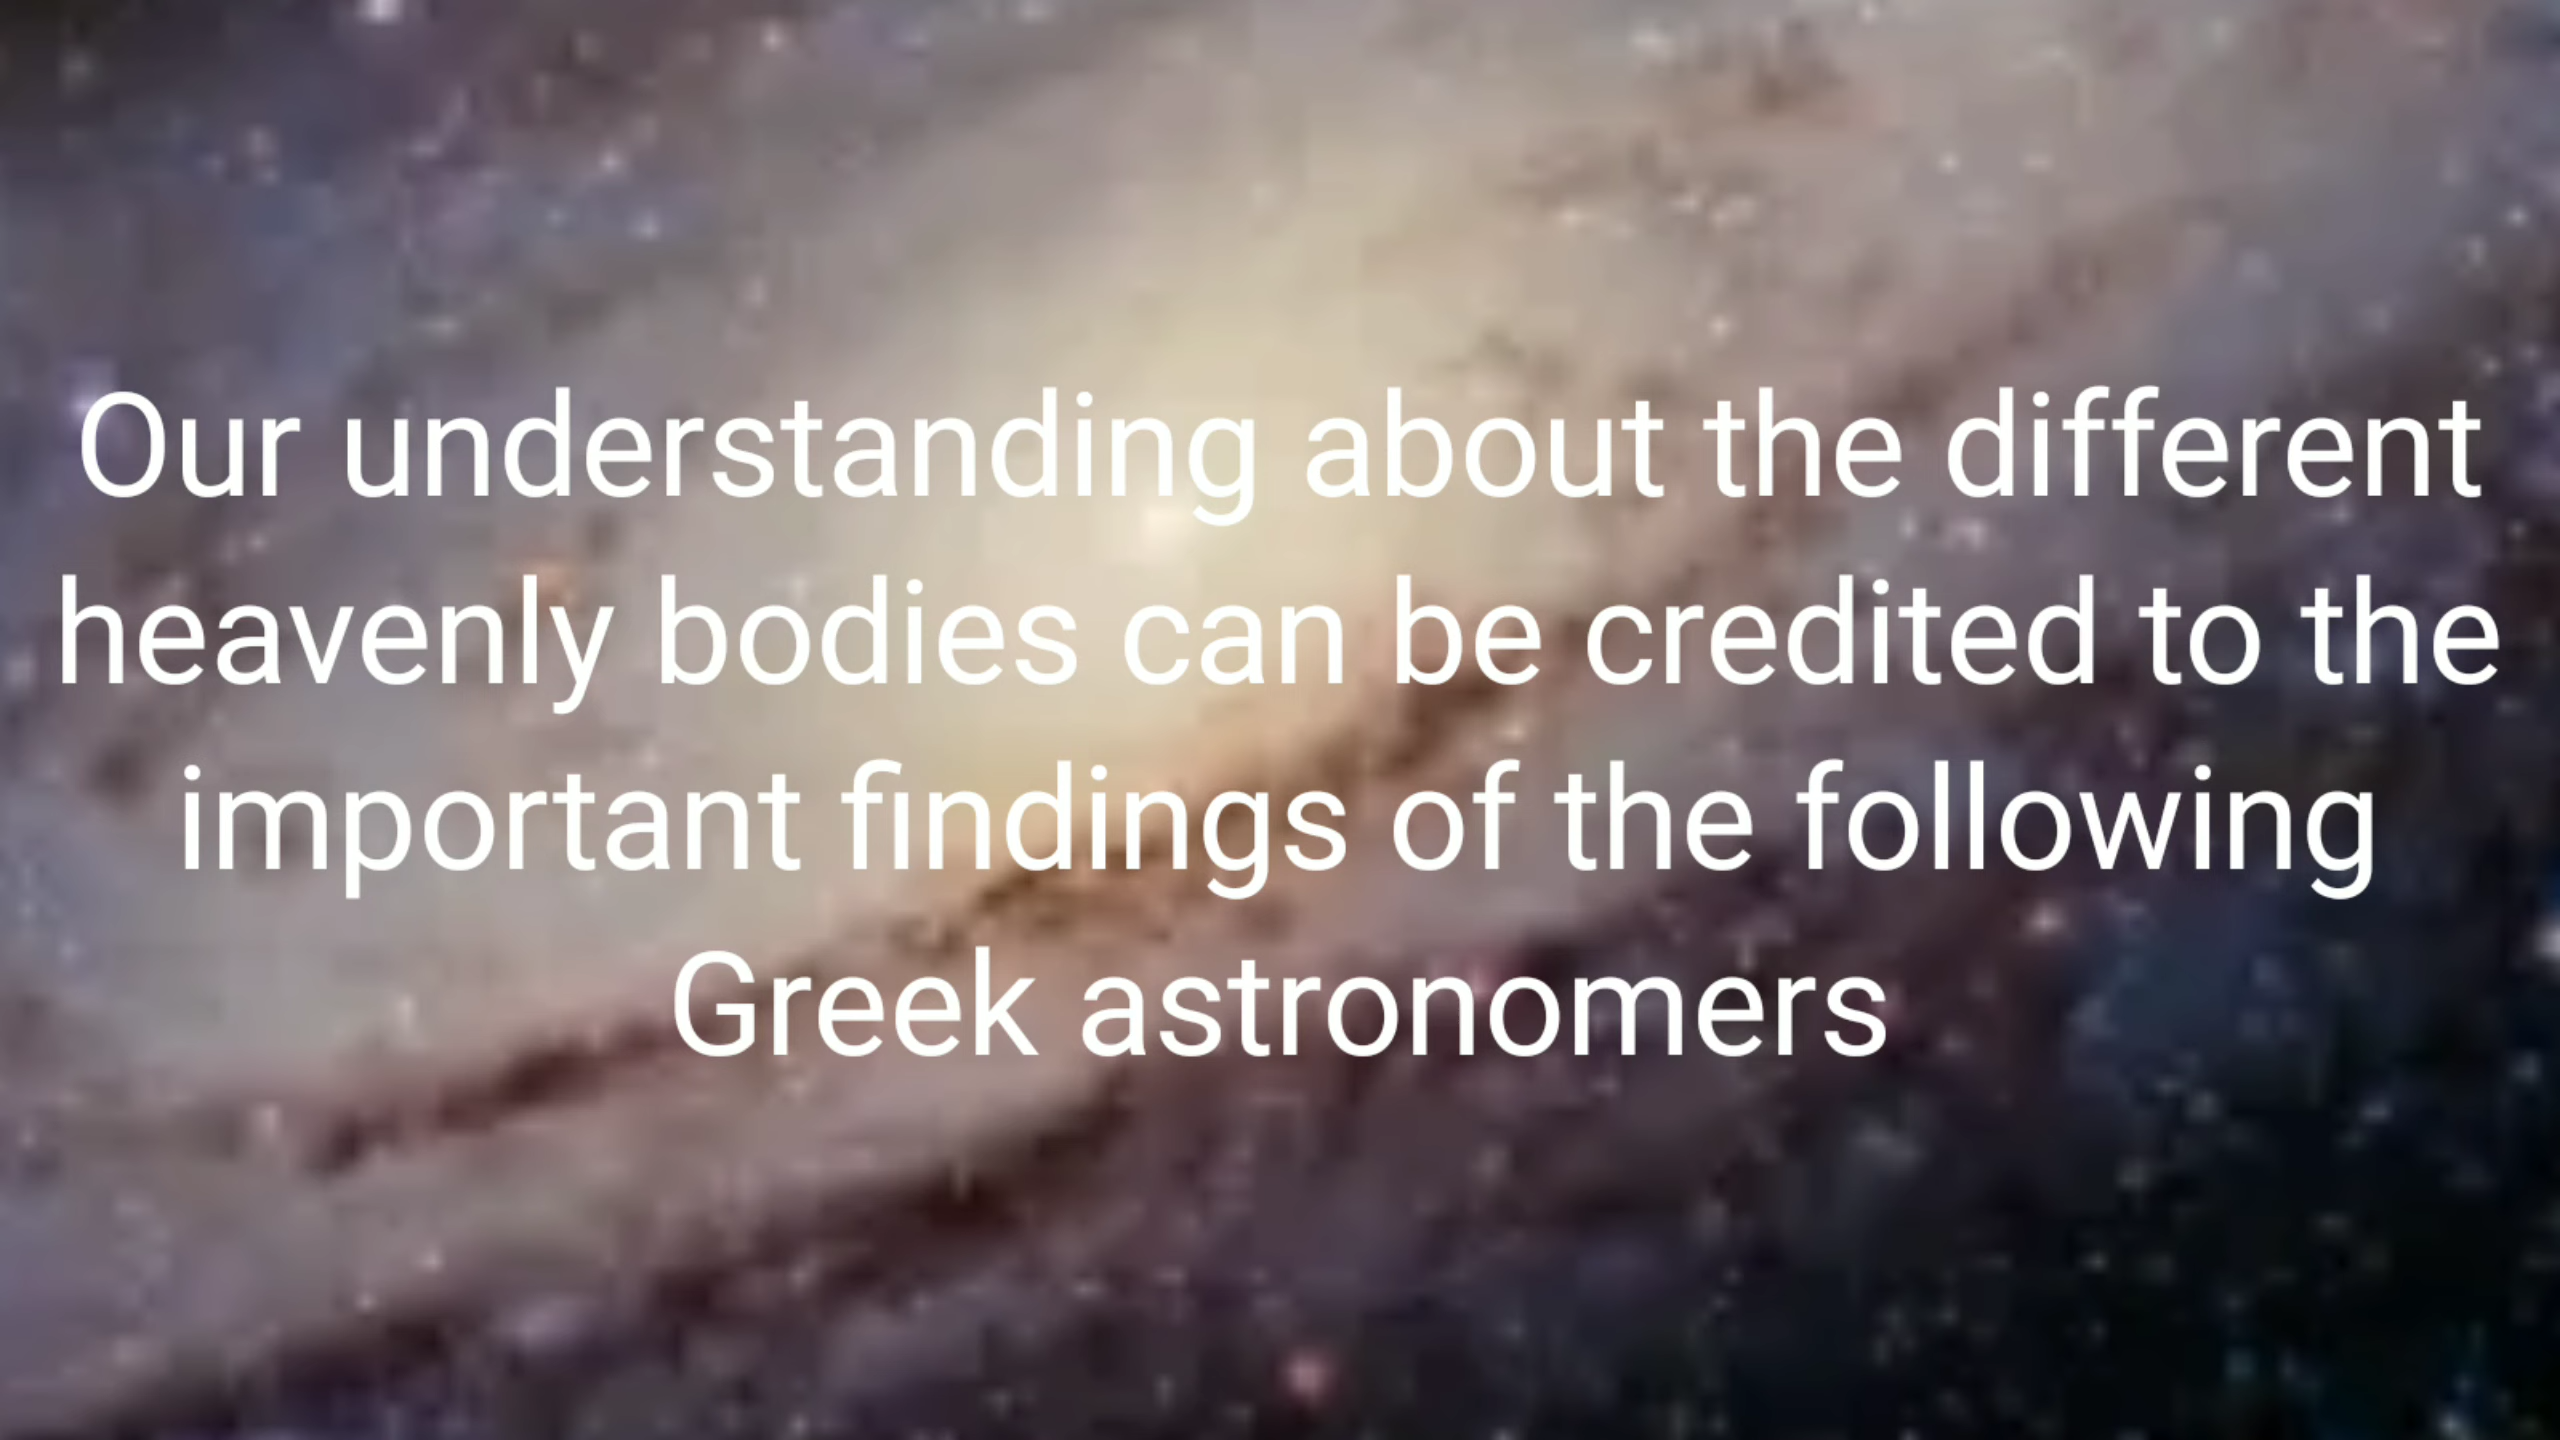 Our understanding about the different
heavenly bodies can be credited to the
important findings of the following
Greek astronomers